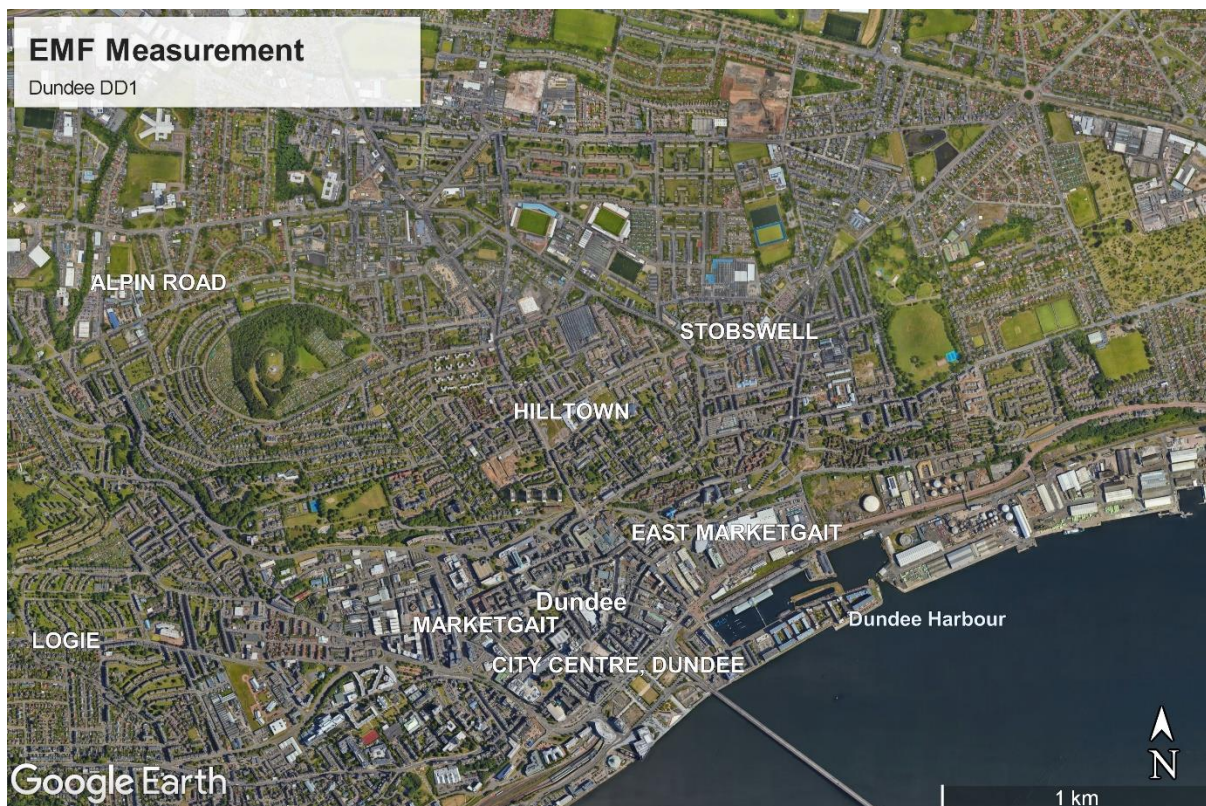 EMF Measurement
Dundee DD1
ALPIN ROAD
STOBSWELL
HILLTOWN
EAST MARKETGAIT
Dundee
MARKETGAIT
Dundee Harbour
LOGIE
CITY CENTRE, DUNDEE
N
Google Earth
1 km